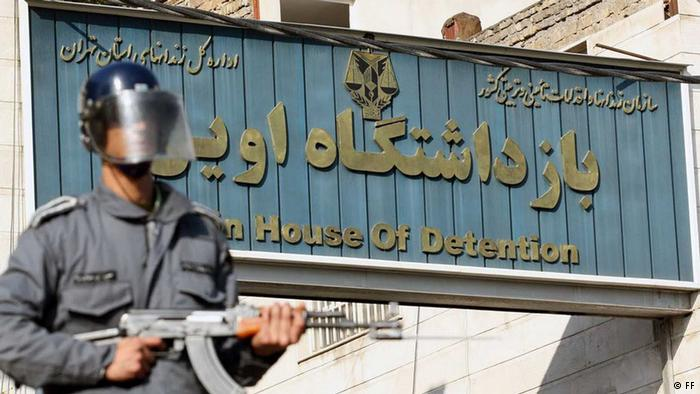 سازمان زندانها و اقدامات تأمینی و تربیتی کشور
اداره کل زندانهای استان تهران
بازداشتگاه اوین
n House Of Detention
© FF